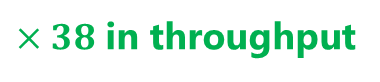 × 38 in throughput